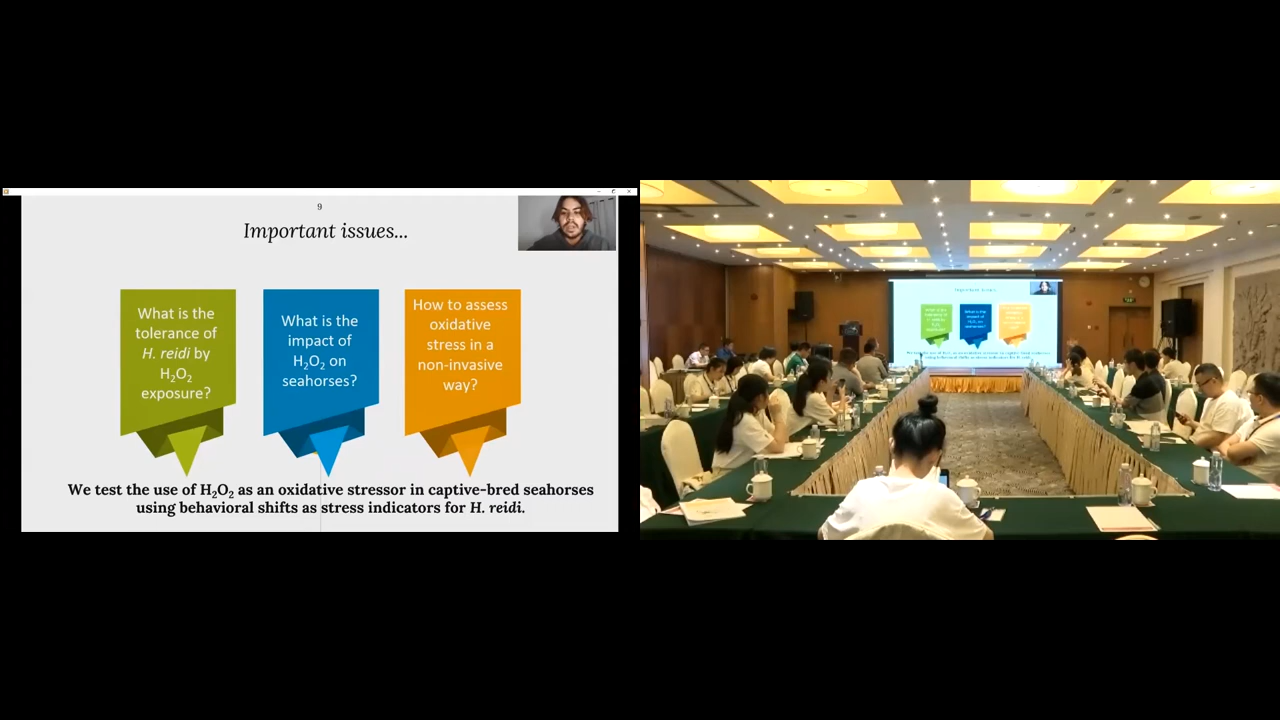 9
Important issues...
What is the
tolerance of
H. reidi by
H₂O₂
exposure?
What is the
impact of
H₂O₂ on
seahorses?
How to assess
oxidative
stress in a
non-invasive
way?
We test the use of H₂O₂ as an oxidative stressor in captive-bred seahorses
using behavioral shifts as stress indicators for H. reidi.